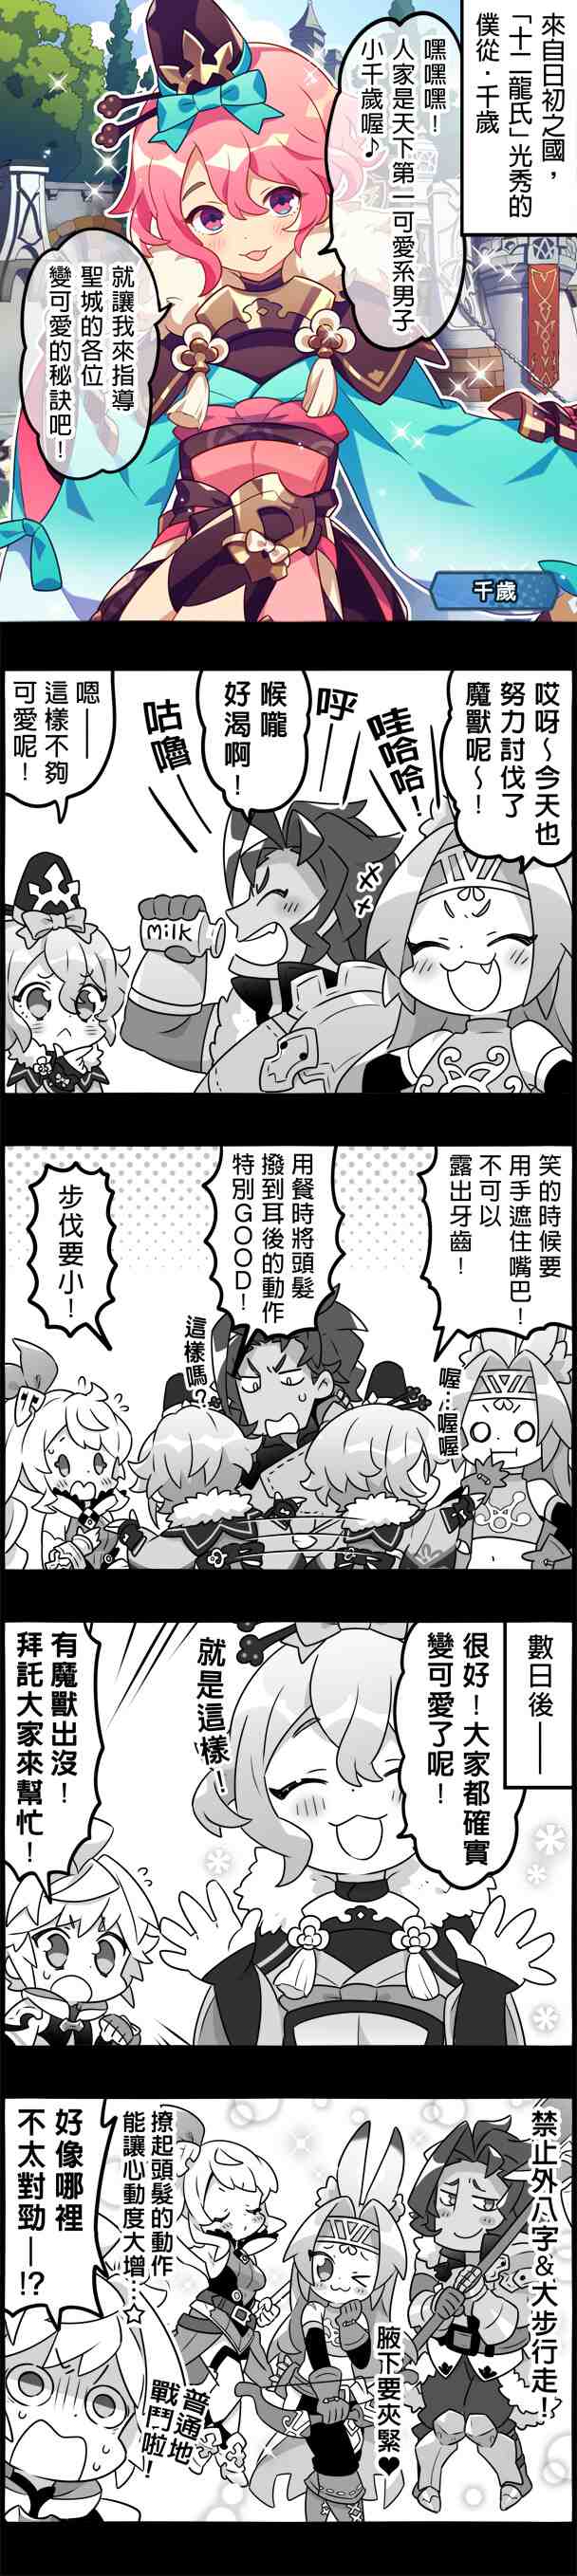 來自日初之國，
「十二龍氏」光秀的
僕從・千歲
嘿嘿嘿！
人家是天下第一可愛系男子
小千歲喔♪
就讓我來指導
聖城的各位
變可愛的秘訣吧！
千歲
哎呀～今天也
努力討伐了
魔獸呢～！
哇哈哈！
呼—
喉嚨
好渴啊！
咕嚕
Milk
嗯——
這樣不夠
可愛呢！
笑的時候要
用手遮住嘴巴！
不可以
露出牙齒！
喔…喔喔
用餐時將頭髮
撥到耳後的動作
特別GOOD！
這樣嗎？
步伐要小！
數日後——
很好！大家都確實
變可愛了呢！
就是這樣！
有魔獸出沒！
拜託大家來幫忙！
禁止外八字＆大步行走！
腋下要夾緊♥
撩起頭髮的動作
能讓心動度大增…☆
普通地
戰鬥啦！
好像哪裡
不太對勁—!?